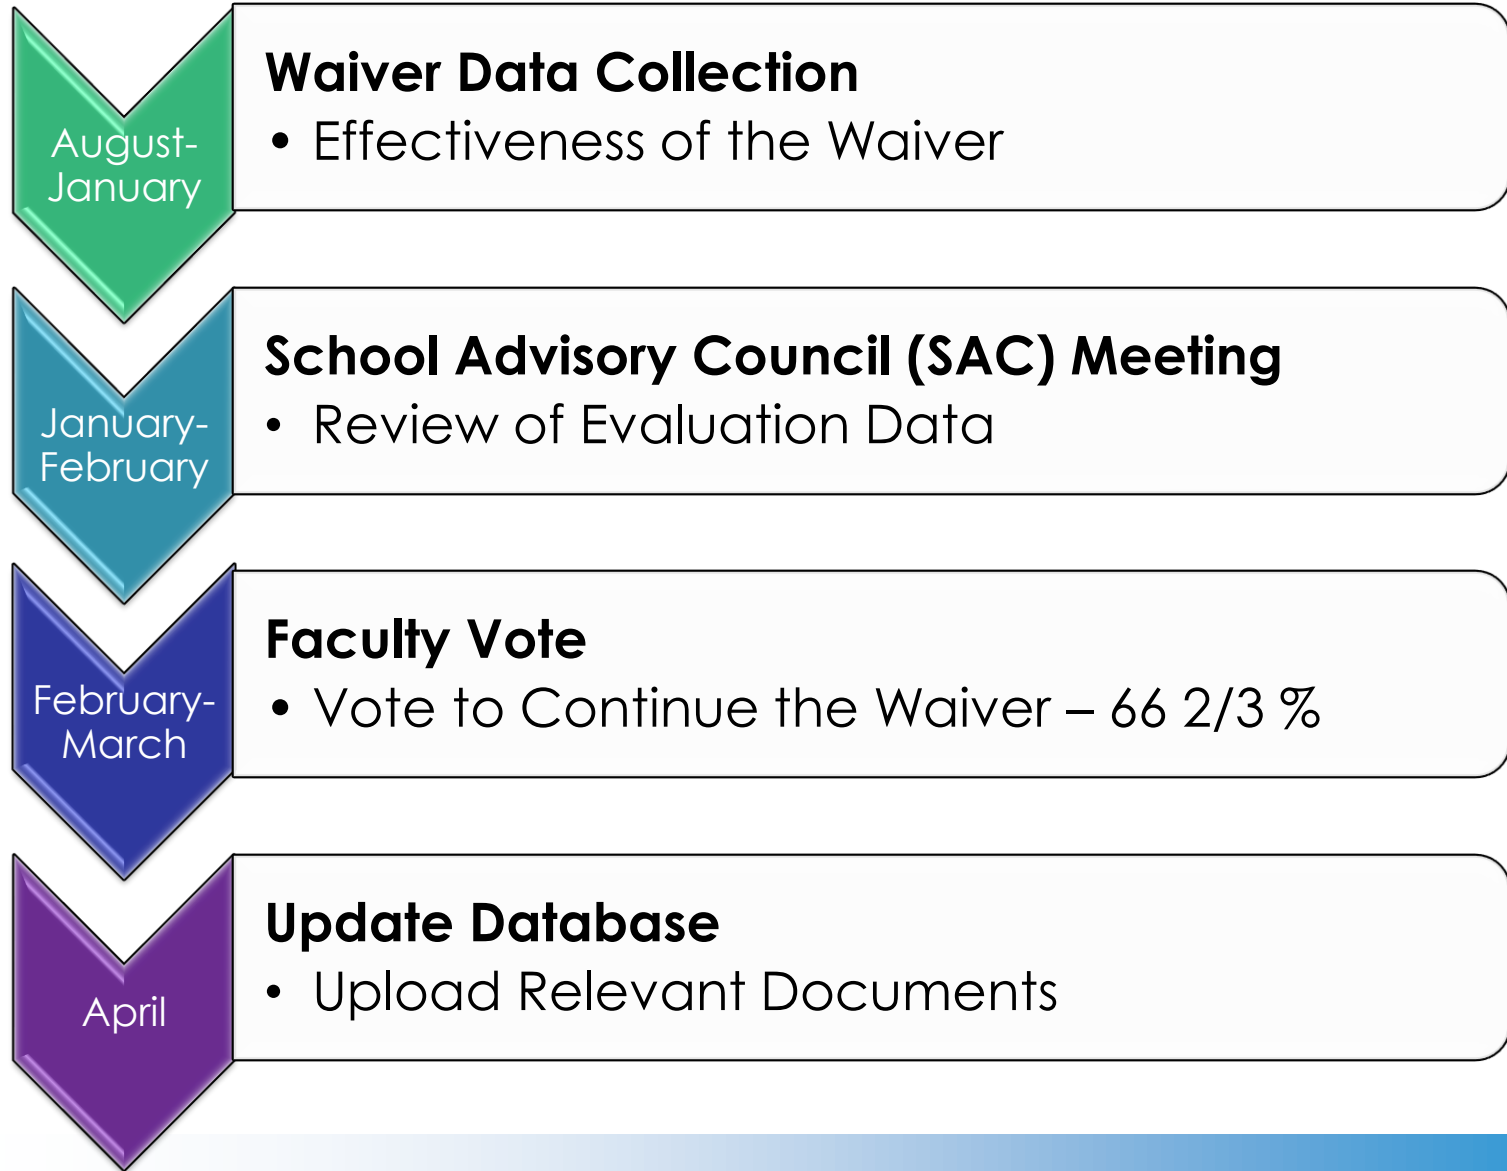 August-
January
Waiver Data Collection
• Effectiveness of the Waiver
January-
February
School Advisory Council (SAC) Meeting
• Review of Evaluation Data
February-
March
Faculty Vote
• Vote to Continue the Waiver – 66 2/3 %
April
Update Database
• Upload Relevant Documents